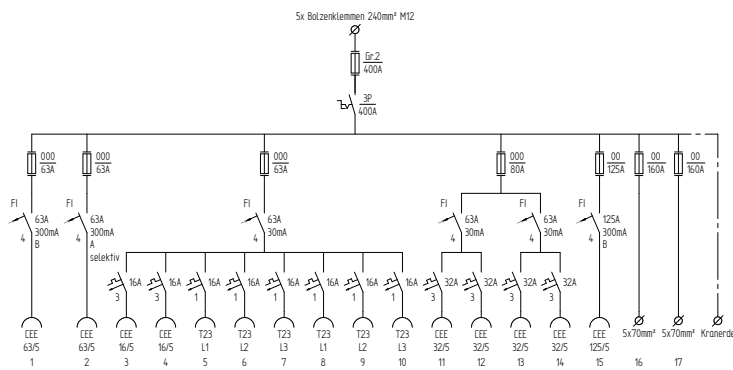 5x Bolzenklemmen 240mm² M12
Gr.2
400A
3P
400A
000
63A
000
63A
000
63A
000
80A
00
125A
00
160A
00
160A
FI
63A
300mA
4
B
FI
63A
300mA
4
A
selektiv
FI
63A
30mA
4
FI
63A
30mA
4
FI
63A
30mA
4
FI
125A
300mA
4
B
16A
3
16A
3
16A
1
16A
1
16A
1
16A
1
16A
1
16A
1
32A
3
32A
3
32A
3
32A
3
CEE
63/5
1
CEE
63/5
2
CEE
16/5
3
CEE
16/5
4
T23
L1
5
T23
L2
6
T23
L3
7
T23
L1
8
T23
L2
9
T23
L3
10
CEE
32/5
11
CEE
32/5
12
CEE
32/5
13
CEE
32/5
14
CEE
125/5
15
5x70mm²
16
5x70mm²
17
Kranerde